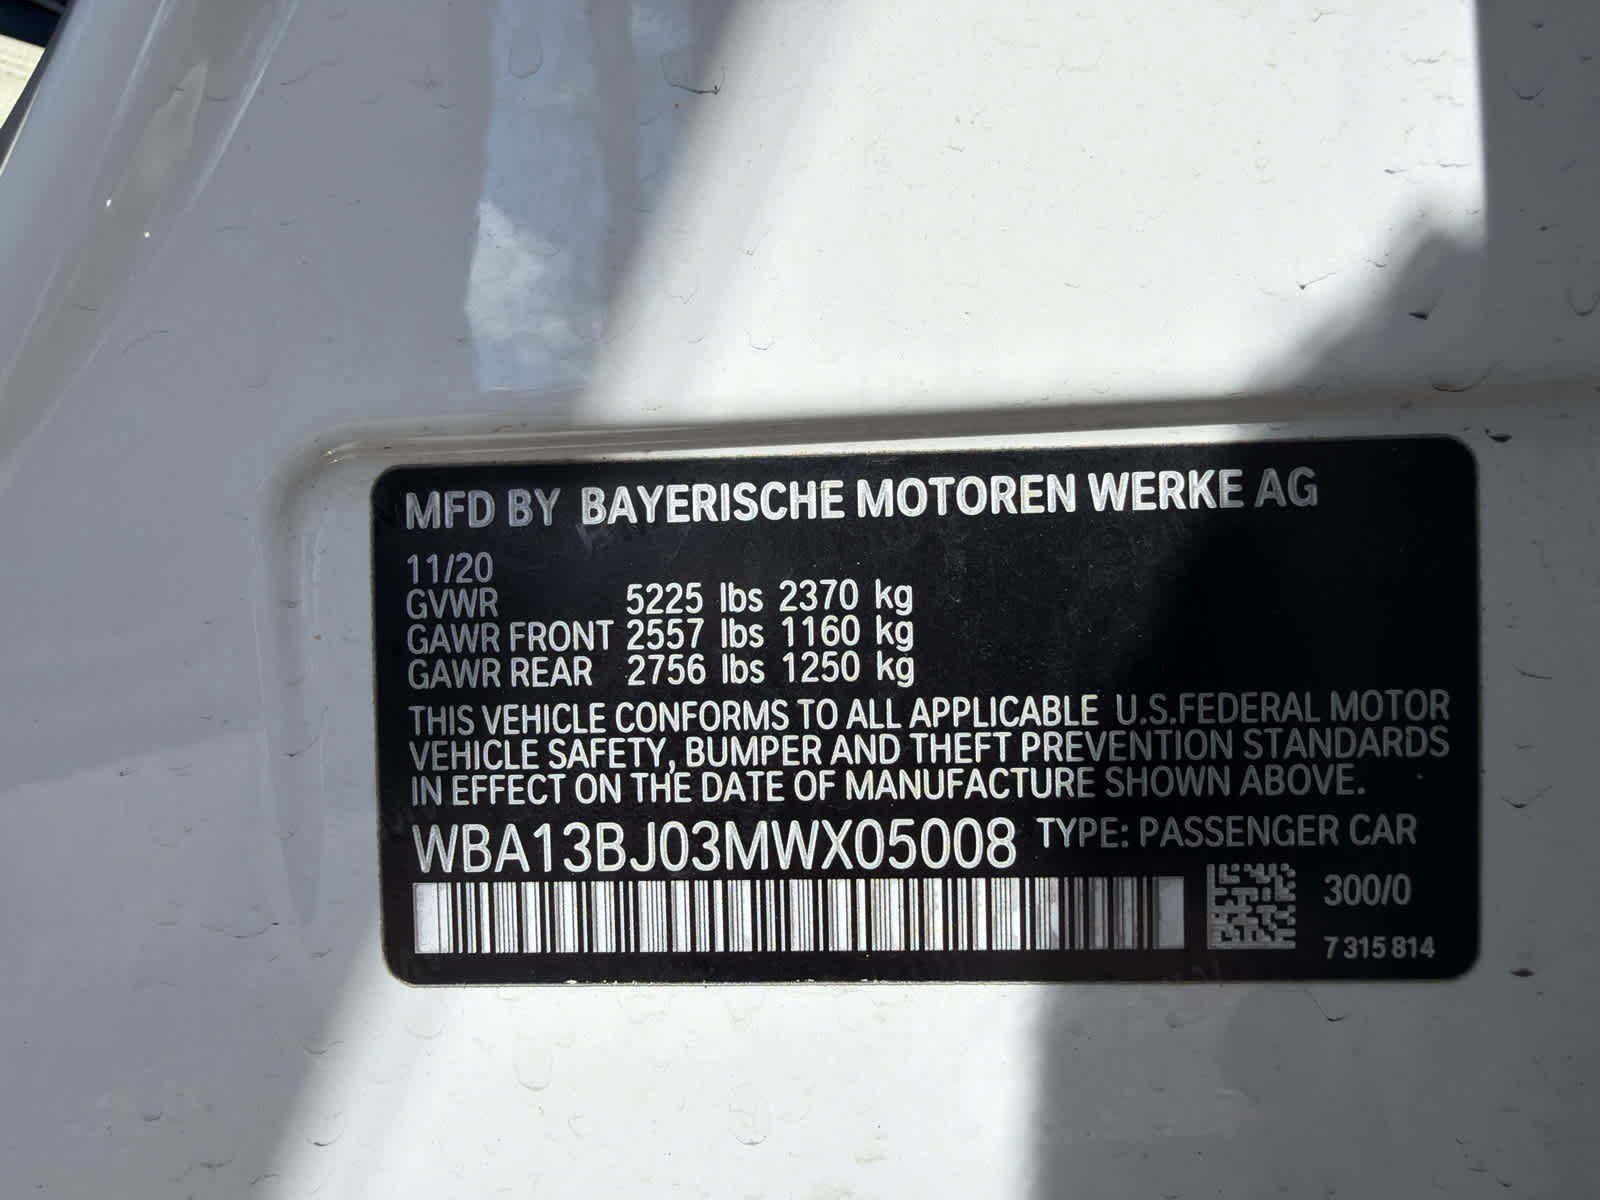 MFD BY BAYERISCHE MOTOREN WERKE AG
11/20
GVWR 5225 lbs 2370 kg
GAWR FRONT 2557 lbs 1160 kg
GAWR REAR 2756 lbs 1250 kg
THIS VEHICLE CONFORMS TO ALL APPLICABLE U.S.FEDERAL MOTOR
VEHICLE SAFETY, BUMPER AND THEFT PREVENTION STANDARDS
IN EFFECT ON THE DATE OF MANUFACTURE SHOWN ABOVE.
WBA13BJ03MWX05008 TYPE: PASSENGER CAR
300/0
7 315 814